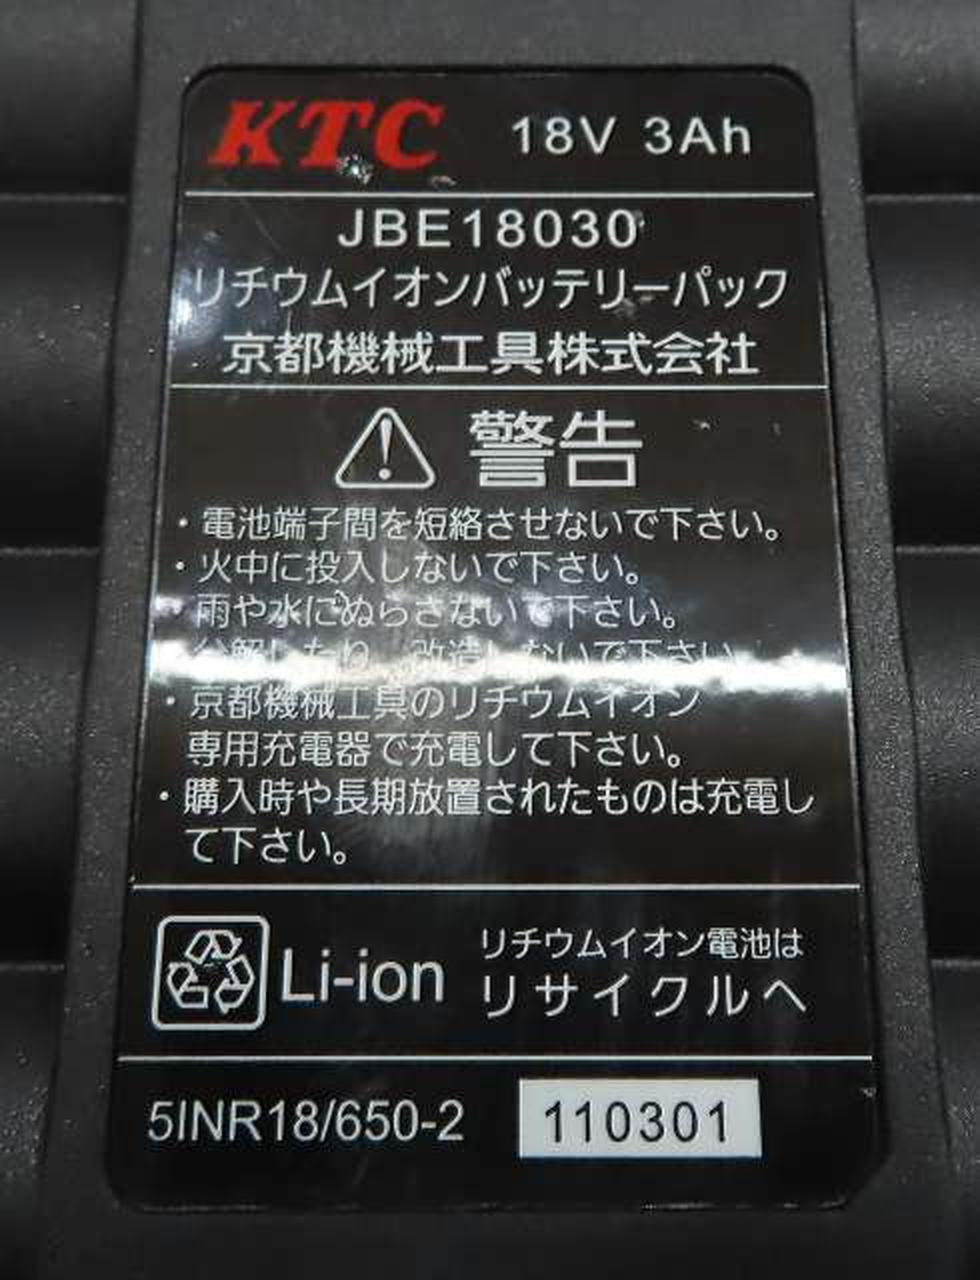 KTC 18V 3Ah
JBE18030
リチウムイオンバッテリーパック
京都機械工具株式会社
警告
・電池端子間を短絡させないで下さい。
・火中に投入しないで下さい。
・雨や水にぬらさないで下さい。
・分解したり、改造しないで下さい。
・京都機械工具のリチウムイオン
専用充電器で充電して下さい。
・購入時や長期放置されたものは充電し
て下さい。
Li-ion リチウムイオン電池は
リサイクルへ
5INR18/650-2 110301